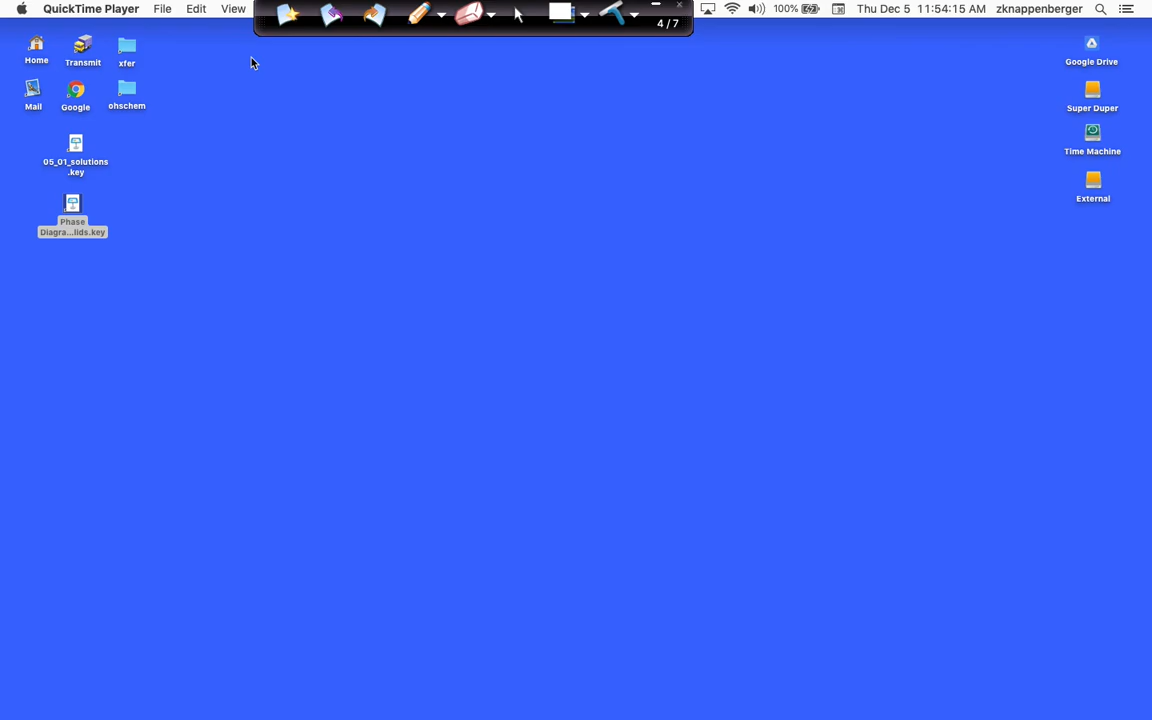 QuickTime Player File Edit View
4 / 7
100% Thu Dec 5 11:54:15 AM zknappenberger
Home Transmit xfer
Mail Google ohschem
05_01_solutions
.key
Phase
Diagra...lids.key
Google Drive
Super Duper
Time Machine
External